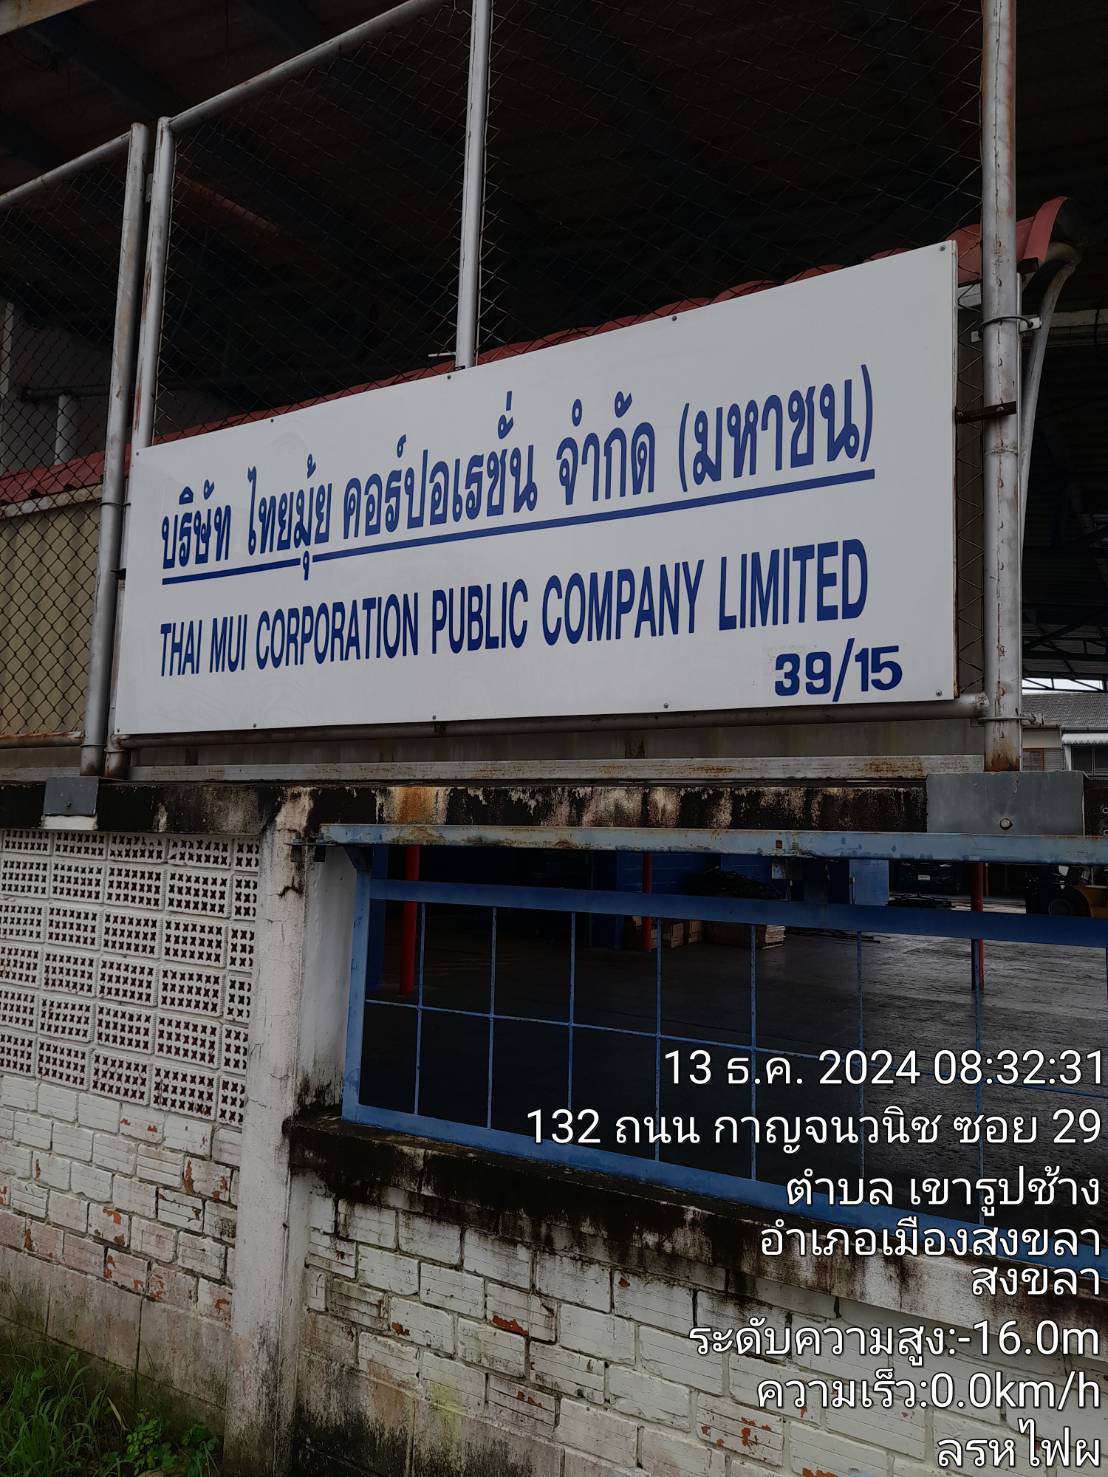 บริษัท ไทยมุ้ย คอร์ปอเรชั่น จำกัด (มหาชน)
THAI MUI CORPORATION PUBLIC COMPANY LIMITED
39/15
13 ธ.ค. 2024 08:32:31
132 ถนน กาญจนวนิช ซอย 29
ตำบล เขารูปช้าง
อำเภอเมืองสงขลา
สงขลา
ระดับความสูง:-16.0m
ความเร็ว:0.0km/h
ลรหไฟผ